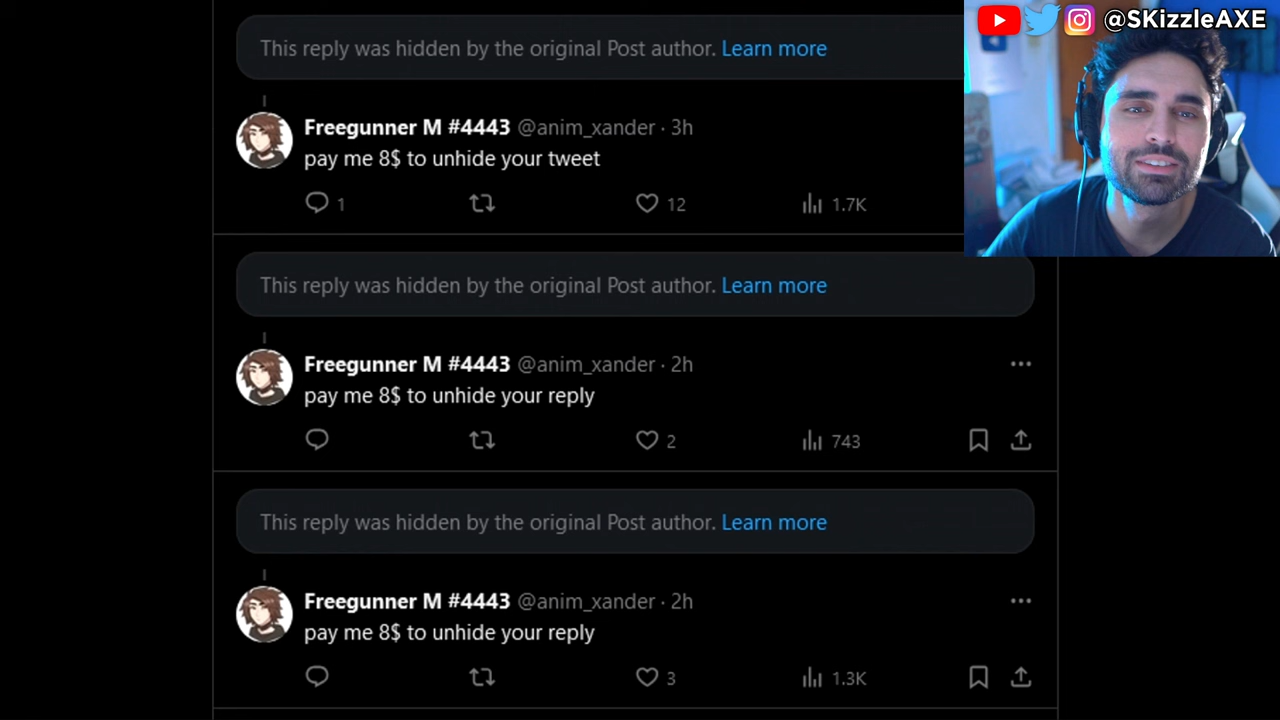 @SKizzleAXE
This reply was hidden by the original Post author. Learn more
Freegunner M #4443 @anim_xander · 3h
pay me 8$ to unhide your tweet
1 12 1.7K
This reply was hidden by the original Post author. Learn more
Freegunner M #4443 @anim_xander · 2h
pay me 8$ to unhide your reply
2 743
This reply was hidden by the original Post author. Learn more
Freegunner M #4443 @anim_xander · 2h
pay me 8$ to unhide your reply
3 1.3K